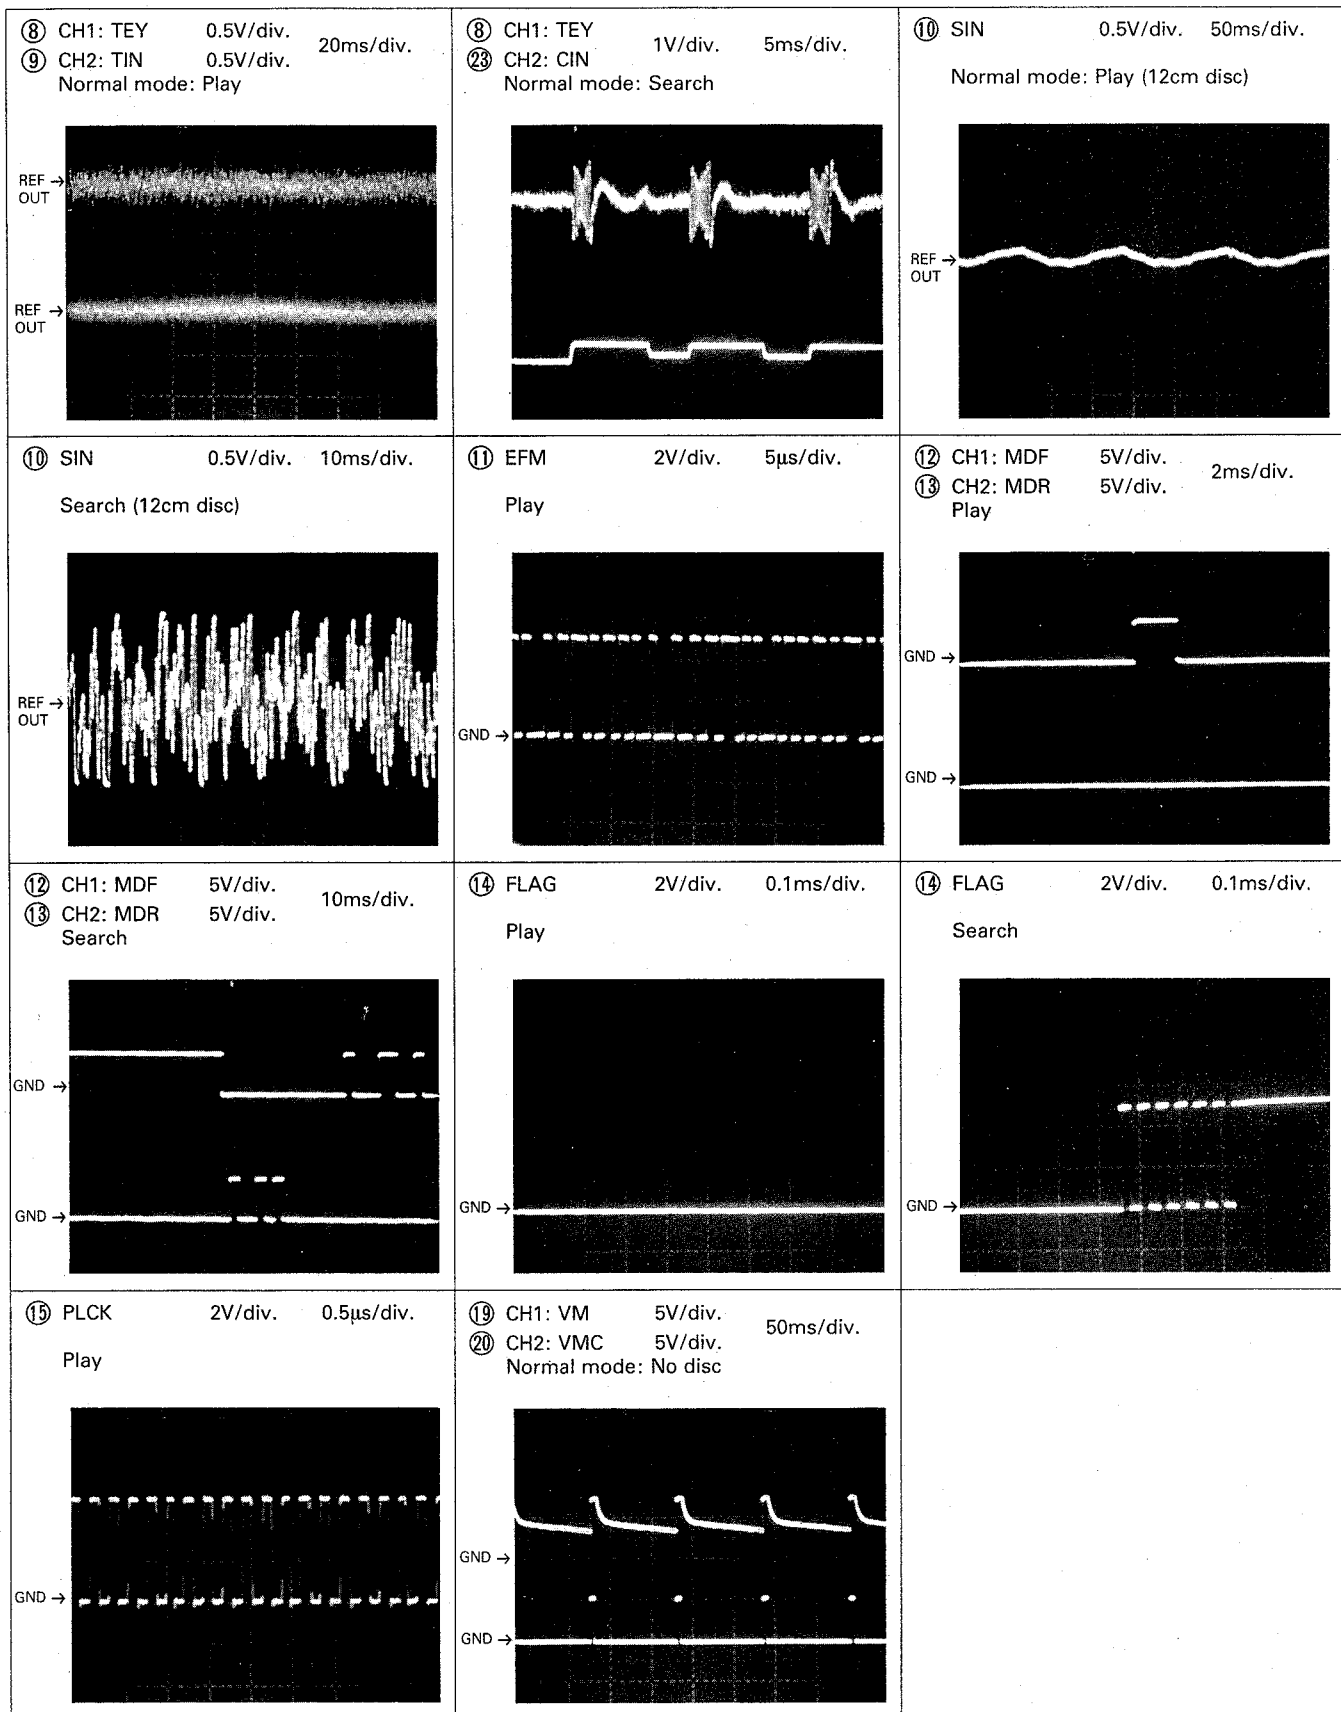 ⑧ CH1: TEY 0.5V/div. 20ms/div.
⑨ CH2: TIN 0.5V/div.
Normal mode: Play
REF →
OUT
REF →
OUT
⑧ CH1: TEY 1V/div. 5ms/div.
㉓ CH2: CIN
Normal mode: Search
⑩ SIN 0.5V/div. 50ms/div.
Normal mode: Play (12cm disc)
REF →
OUT
⑩ SIN 0.5V/div. 10ms/div.
Search (12cm disc)
REF →
OUT
⑪ EFM 2V/div. 5µs/div.
Play
GND →
⑫ CH1: MDF 5V/div. 2ms/div.
⑬ CH2: MDR 5V/div.
Play
GND →
GND →
⑫ CH1: MDF 5V/div. 10ms/div.
⑬ CH2: MDR 5V/div.
Search
GND →
GND →
⑭ FLAG 2V/div. 0.1ms/div.
Play
GND →
⑭ FLAG 2V/div. 0.1ms/div.
Search
GND →
⑮ PLCK 2V/div. 0.5µs/div.
Play
GND →
⑲ CH1: VM 5V/div. 50ms/div.
⑳ CH2: VMC 5V/div.
Normal mode: No disc
GND →
GND →